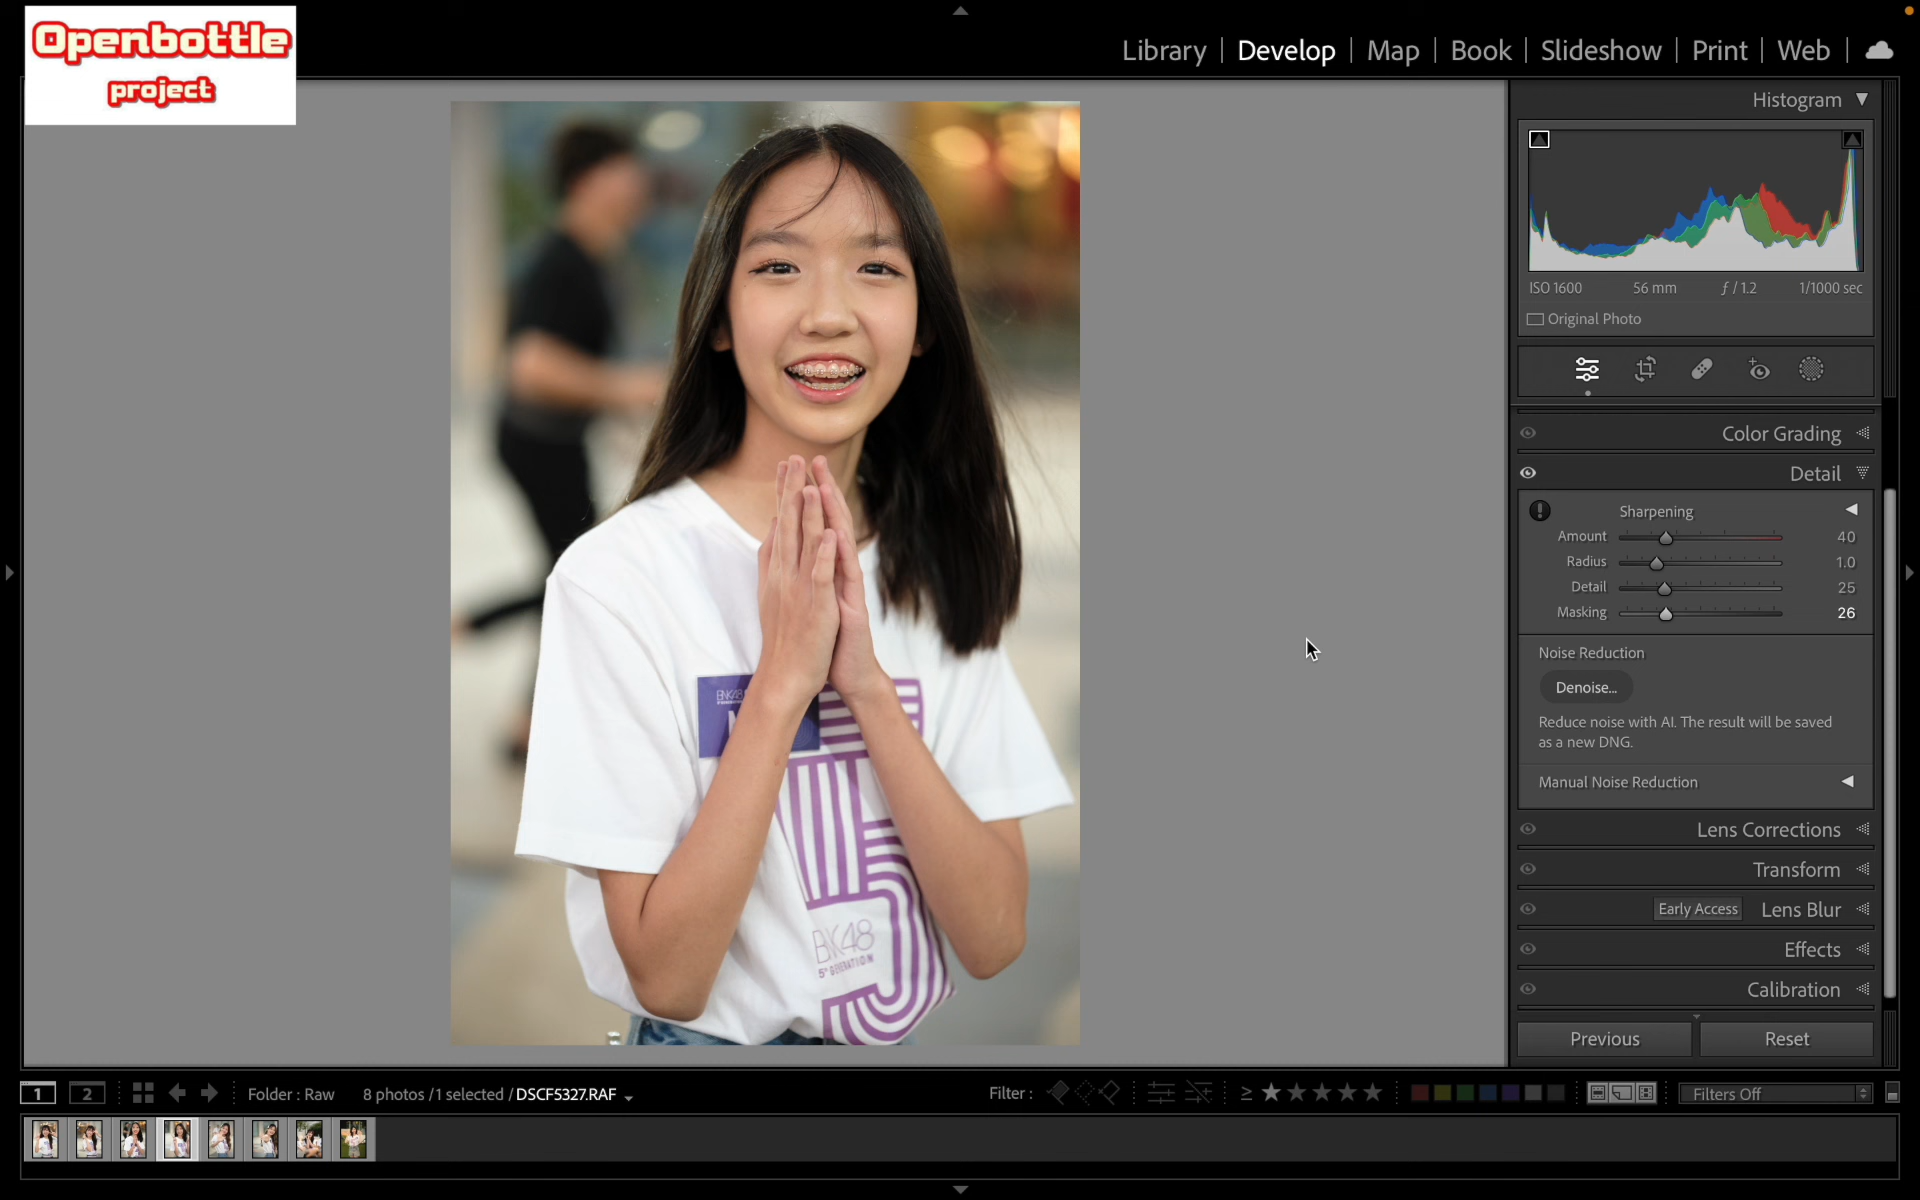 Openbottle
project
Library | Develop | Map | Book | Slideshow | Print | Web |
Histogram
ISO 1600 56 mm ƒ / 1.2 1/1000 sec
Original Photo
Color Grading
Detail
Sharpening
Amount 40
Radius 1.0
Detail 25
Masking 26
Noise Reduction
Denoise...
Reduce noise with AI. The result will be saved
as a new DNG.
Manual Noise Reduction
Lens Corrections
Transform
Early Access Lens Blur
Effects
Calibration
Previous Reset
BNK48
BNK48
5th GENERATION
1 2 Folder : Raw 8 photos / 1 selected / DSCF5327.RAF Filter : ≥ Filters Off